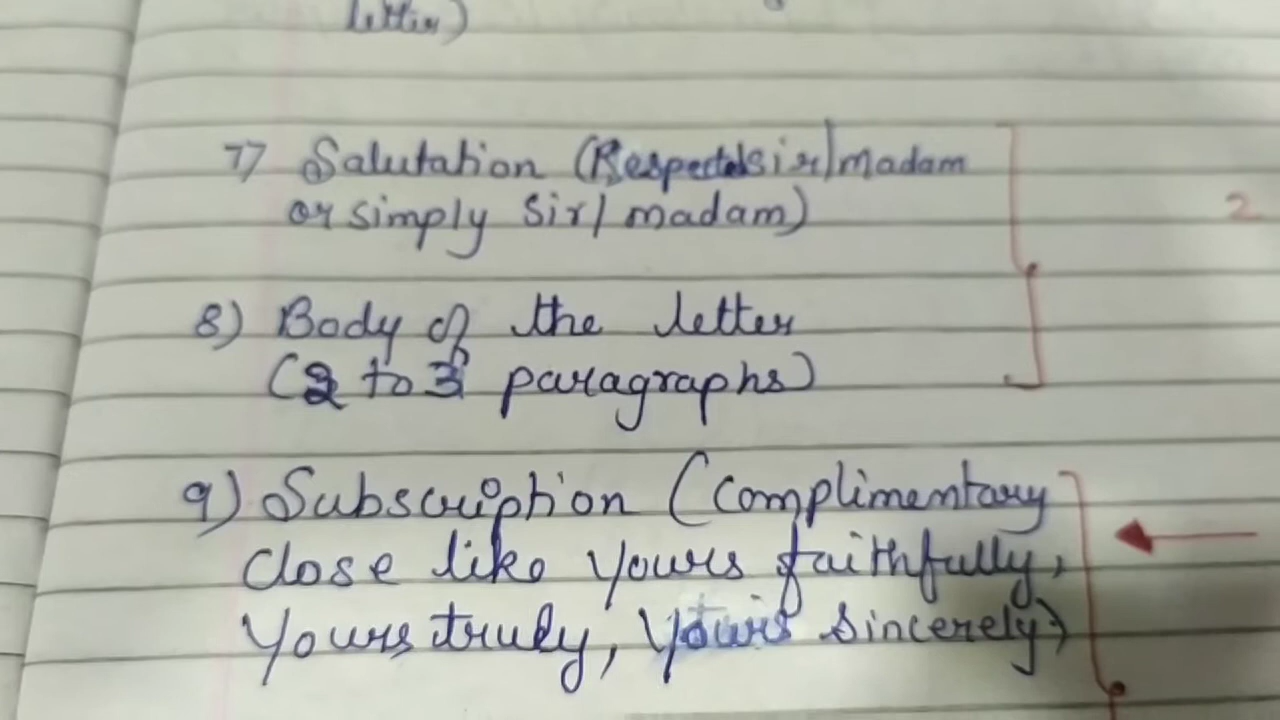 letter)
7) Salutation (Respected sir/madam
or simply Sir/madam)
2
8) Body of the letter
(2 to 3 paragraphs)
9) Subscription (Complimentary
close like yours faithfully,
Yours truly, Yours sincerely)